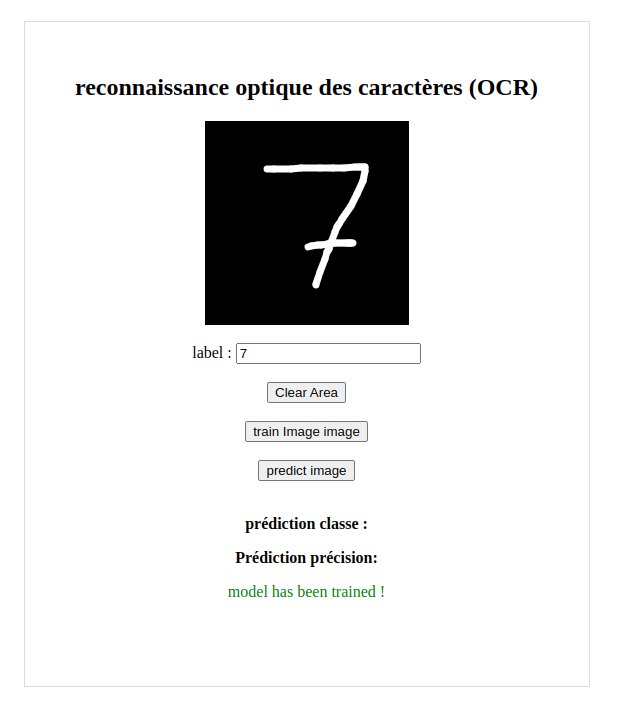 reconnaissance optique des caractères (OCR)
7
label : 7
Clear Area
train Image image
predict image
prédiction classe :
Prédiction précision:
model has been trained !